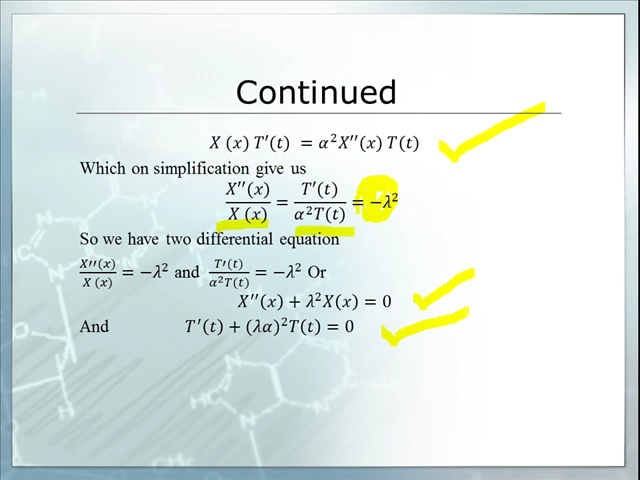 Continued
X (x) T′(t) = α²X′′(x) T(t)
Which on simplification give us
X′′(x)/X (x) = T′(t)/α²T(t) = −λ²
So we have two differential equation
X′′(x)/X (x) = −λ² and T′(t)/α²T(t) = −λ² Or
X′′(x) + λ²X(x) = 0
And T′(t) + (λα)²T(t) = 0